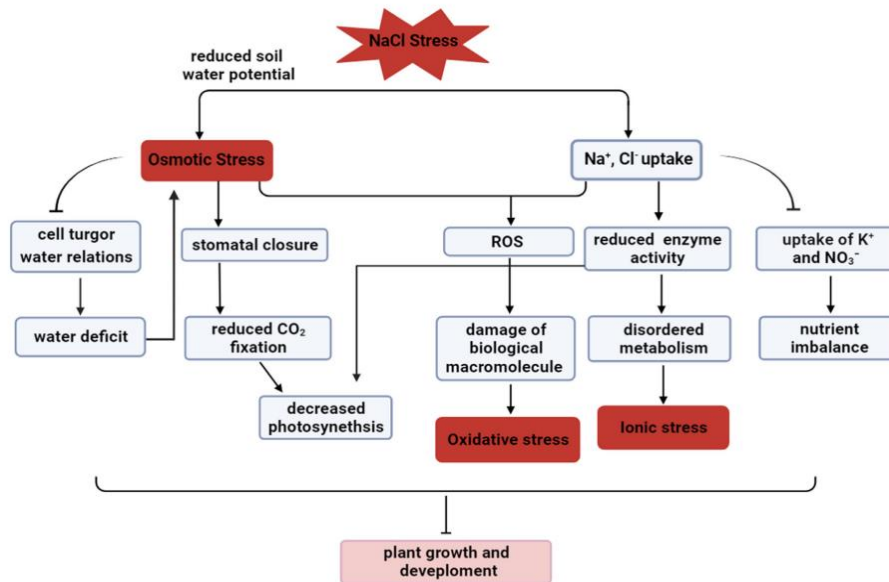 NaCl Stress
reduced soil
water potential
Osmotic Stress
Na⁺, Cl⁻ uptake
cell turgor
water relations
stomatal closure
ROS
reduced enzyme
activity
uptake of K⁺
and NO₃⁻
water deficit
reduced CO₂
fixation
damage of
biological
macromolecule
disordered
metabolism
nutrient
imbalance
decreased
photosynethsis
Oxidative stress
Ionic stress
plant growth and
deveploment